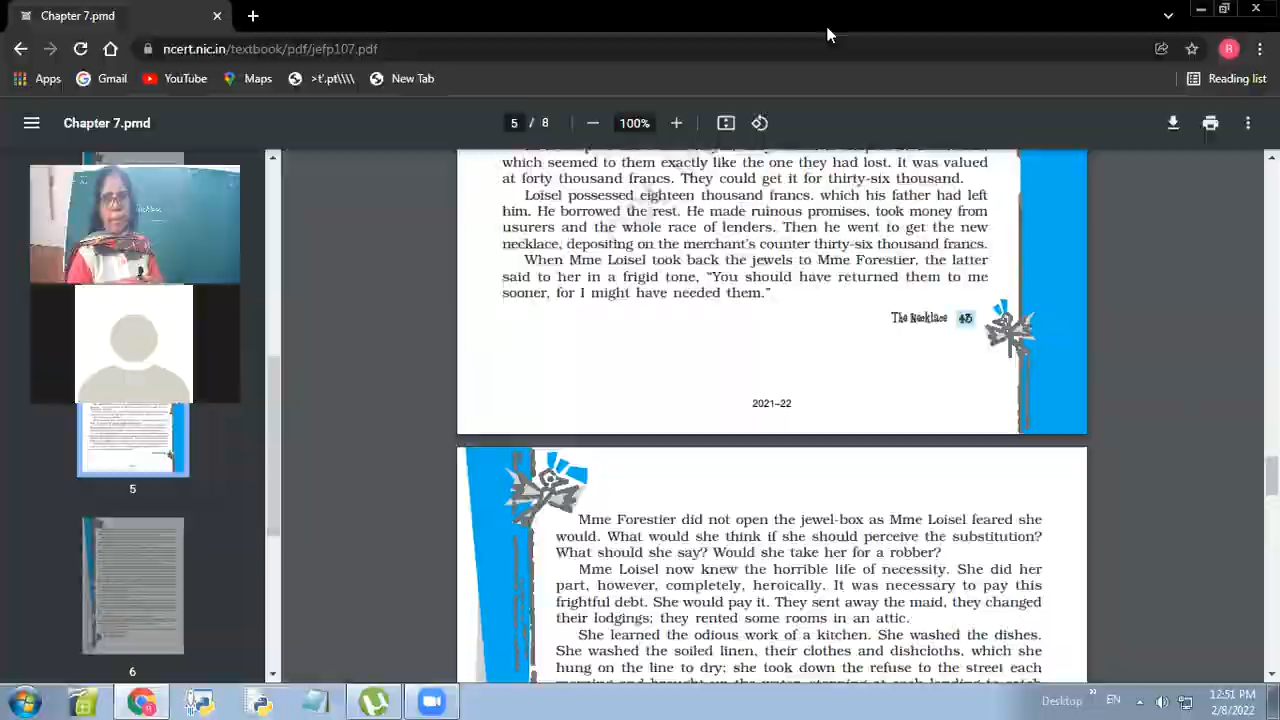 Chapter 7.pmd
ncert.nic.in/textbook/pdf/jefp107.pdf
Apps Gmail YouTube Maps >'t'.pt\\\\ New Tab Reading list
Chapter 7.pmd 5 / 8 100%
which seemed to them exactly like the one they had lost. It was valued
at forty thousand francs. They could get it for thirty-six thousand.
Loisel possessed eighteen thousand francs, which his father had left
him. He borrowed the rest. He made ruinous promises, took money from
usurers and the whole race of lenders. Then he went to get the new
necklace, depositing on the merchant's counter thirty-six thousand francs.
When Mme Loisel took back the jewels to Mme Forestier, the latter
said to her in a frigid tone, “You should have returned them to me
sooner, for I might have needed them.”
The Necklace 43
2021–22
Mme Forestier did not open the jewel-box as Mme Loisel feared she
would. What would she think if she should perceive the substitution?
What should she say? Would she take her for a robber?
Mme Loisel now knew the horrible life of necessity. She did her
part, however, completely, heroically. It was necessary to pay this
frightful debt. She would pay it. They sent away the maid, they changed
their lodgings; they rented some rooms in an attic.
She learned the odious work of a kitchen. She washed the dishes.
She washed the soiled linen, their clothes and dishcloths, which she
hung on the line to dry; she took down the refuse to the street each
5
6
R
Desktop EN 12:51 PM
2/8/2022